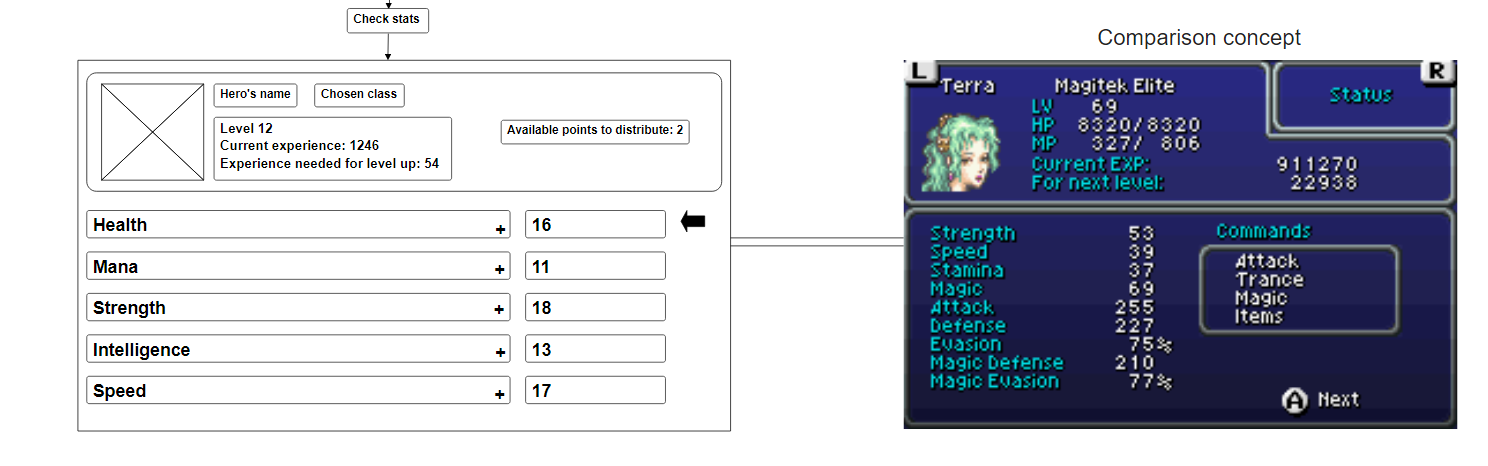 Check stats
Hero's name
Chosen class
Level 12
Current experience: 1246
Experience needed for level up: 54
Available points to distribute: 2
Health + 16
Mana + 11
Strength + 18
Intelligence + 13
Speed + 17
Comparison concept
L
R
Terra Magitek Elite
Status
LV 69
HP 8320/8320
MP 327/ 806
Current EXP: 911270
For next level: 22938
Strength 53
Speed 39
Stamina 37
Magic 69
Attack 255
Defense 227
Evasion 75%
Magic Defense 210
Magic Evasion 77%
Commands
Attack
Trance
Magic
Items
A Next